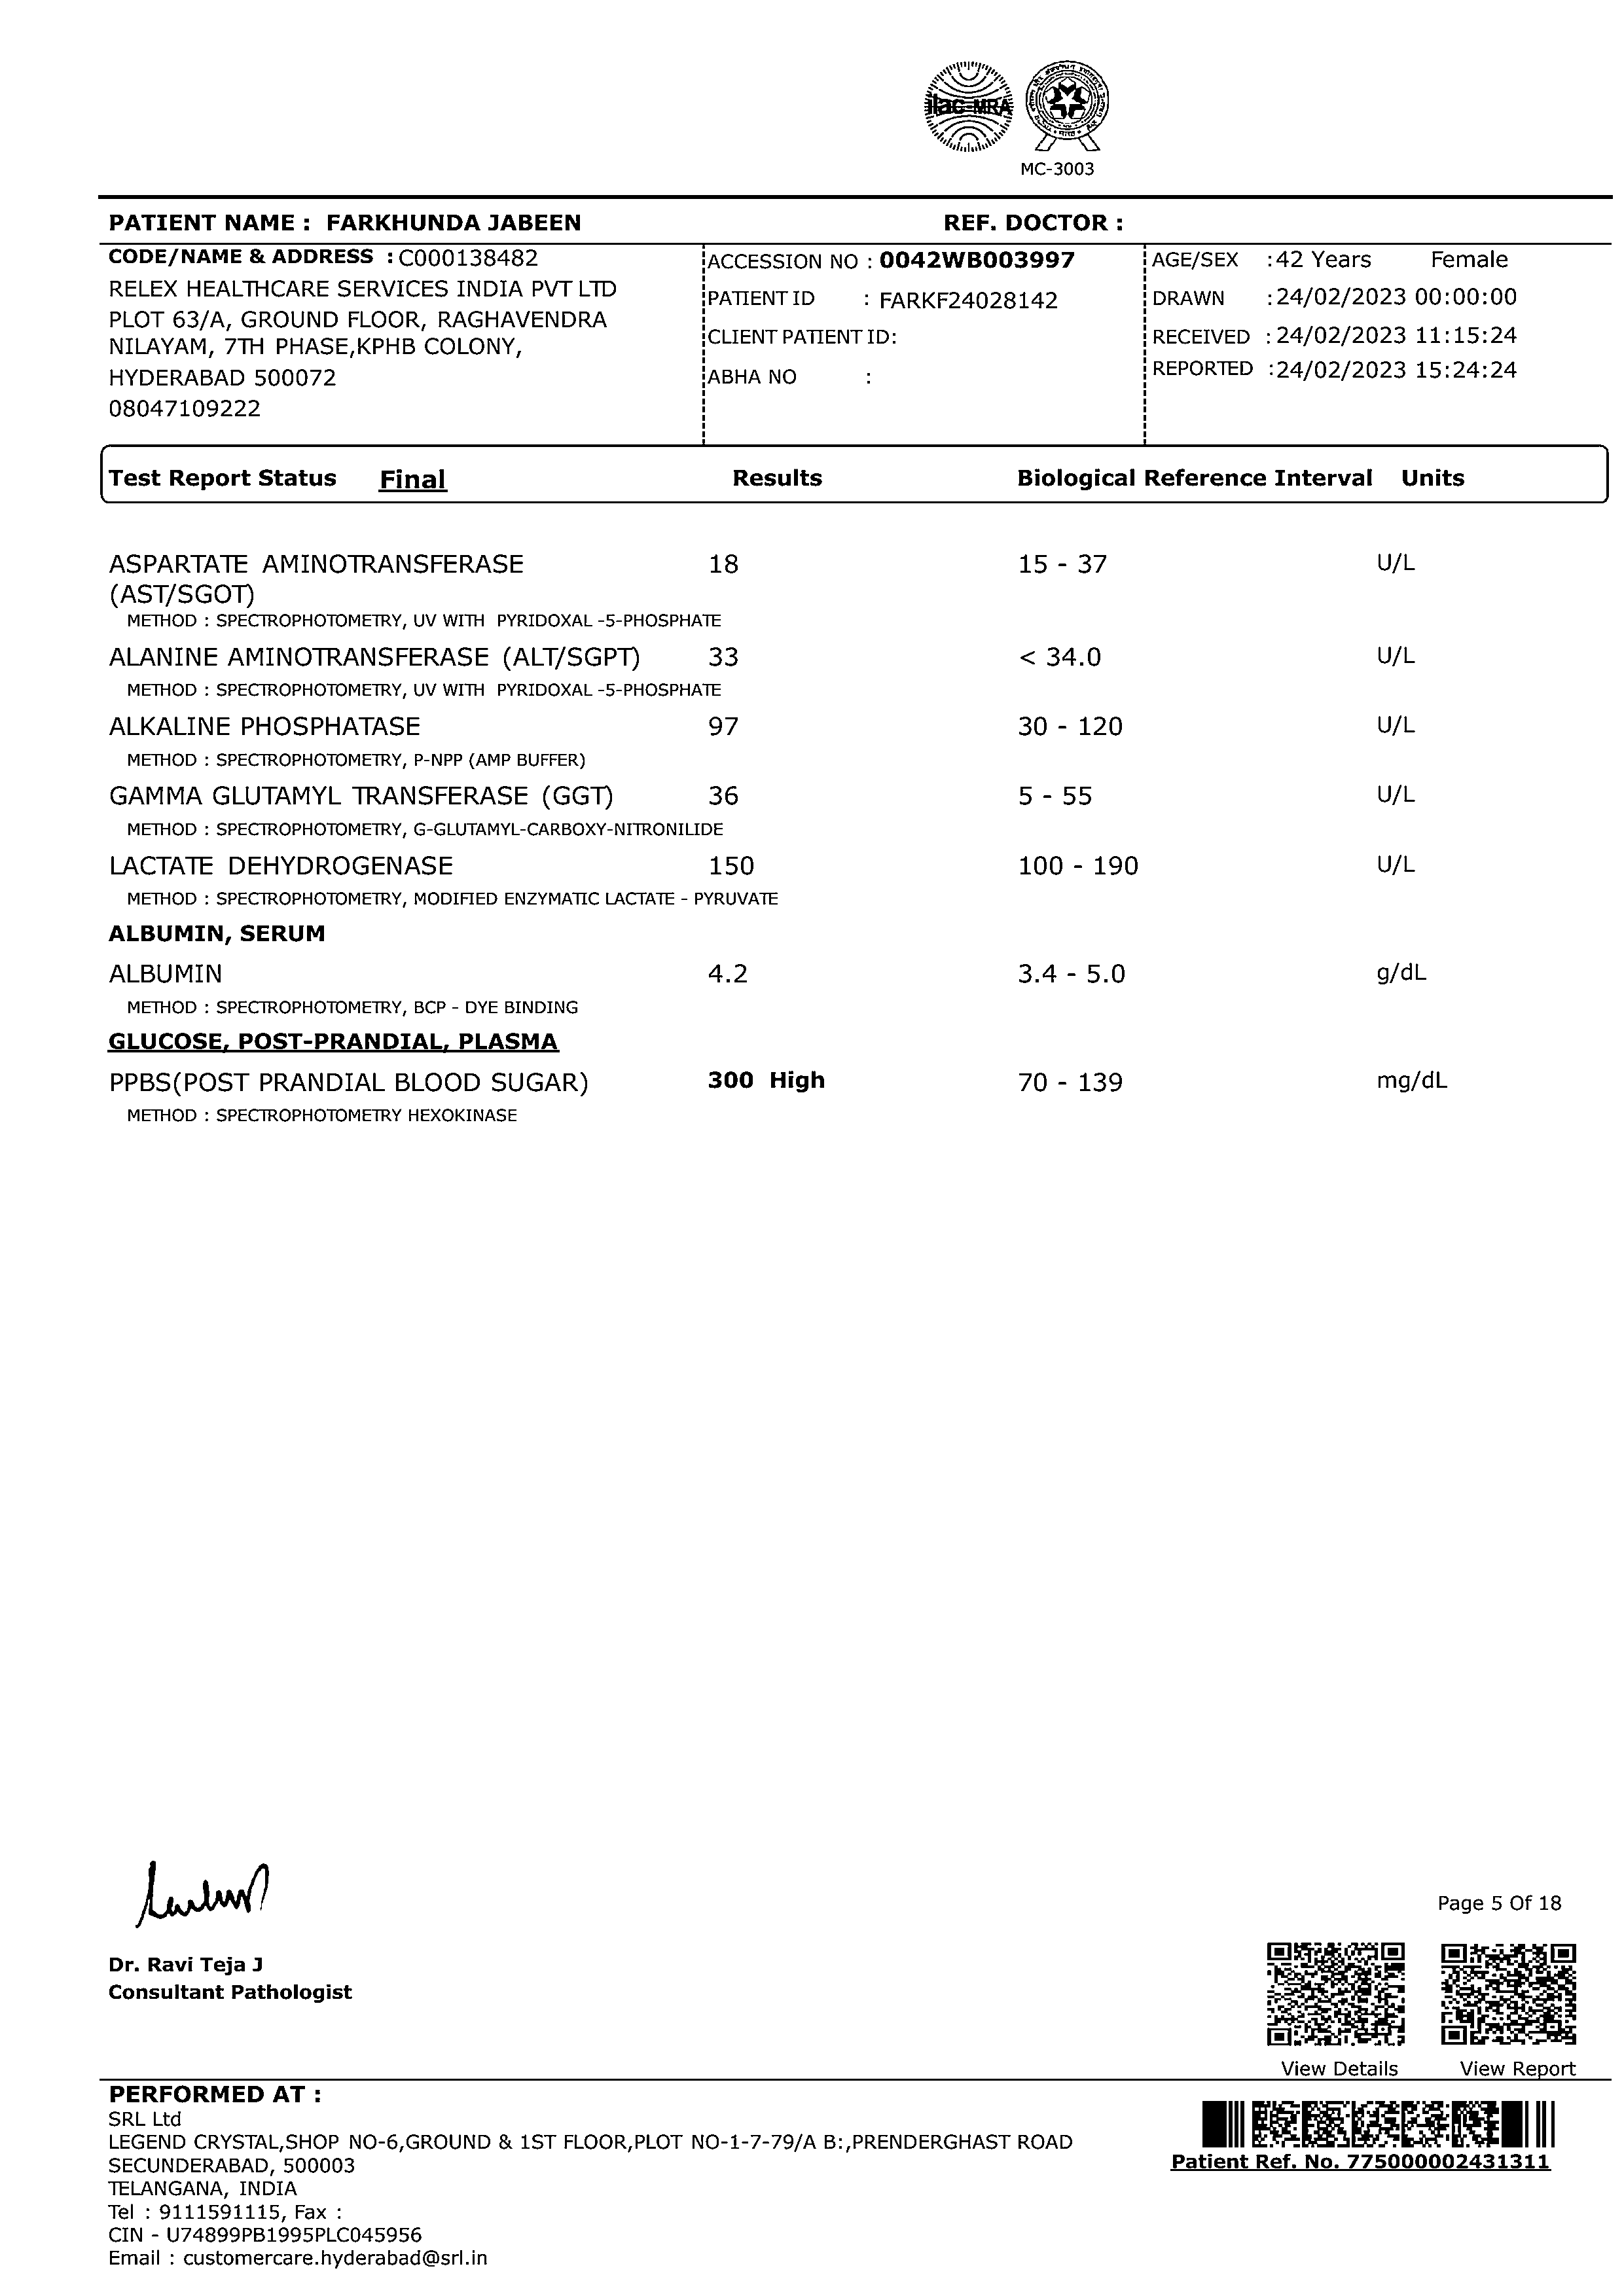 ilac-MRA
MC-3003
PATIENT NAME : FARKHUNDA JABEEN REF. DOCTOR :
CODE/NAME & ADDRESS : C000138482
RELEX HEALTHCARE SERVICES INDIA PVT LTD
PLOT 63/A, GROUND FLOOR, RAGHAVENDRA
NILAYAM, 7TH PHASE,KPHB COLONY,
HYDERABAD 500072
08047109222
ACCESSION NO : 0042WB003997
PATIENT ID : FARKF24028142
CLIENT PATIENT ID:
ABHA NO :
AGE/SEX : 42 Years Female
DRAWN : 24/02/2023 00:00:00
RECEIVED : 24/02/2023 11:15:24
REPORTED : 24/02/2023 15:24:24
Test Report Status Final Results Biological Reference Interval Units
ASPARTATE AMINOTRANSFERASE 18 15 - 37 U/L
(AST/SGOT)
METHOD : SPECTROPHOTOMETRY, UV WITH PYRIDOXAL -5-PHOSPHATE
ALANINE AMINOTRANSFERASE (ALT/SGPT) 33 < 34.0 U/L
METHOD : SPECTROPHOTOMETRY, UV WITH PYRIDOXAL -5-PHOSPHATE
ALKALINE PHOSPHATASE 97 30 - 120 U/L
METHOD : SPECTROPHOTOMETRY, P-NPP (AMP BUFFER)
GAMMA GLUTAMYL TRANSFERASE (GGT) 36 5 - 55 U/L
METHOD : SPECTROPHOTOMETRY, G-GLUTAMYL-CARBOXY-NITRONILIDE
LACTATE DEHYDROGENASE 150 100 - 190 U/L
METHOD : SPECTROPHOTOMETRY, MODIFIED ENZYMATIC LACTATE - PYRUVATE
ALBUMIN, SERUM
ALBUMIN 4.2 3.4 - 5.0 g/dL
METHOD : SPECTROPHOTOMETRY, BCP - DYE BINDING
GLUCOSE, POST-PRANDIAL, PLASMA
PPBS(POST PRANDIAL BLOOD SUGAR) 300 High 70 - 139 mg/dL
METHOD : SPECTROPHOTOMETRY HEXOKINASE
Page 5 Of 18
Dr. Ravi Teja J
Consultant Pathologist
View Details View Report
PERFORMED AT :
SRL Ltd
LEGEND CRYSTAL,SHOP NO-6,GROUND & 1ST FLOOR,PLOT NO-1-7-79/A B:,PRENDERGHAST ROAD
SECUNDERABAD, 500003
TELANGANA, INDIA
Tel : 9111591115, Fax :
CIN - U74899PB1995PLC045956
Email : customercare.hyderabad@srl.in
Patient Ref. No. 775000002431311